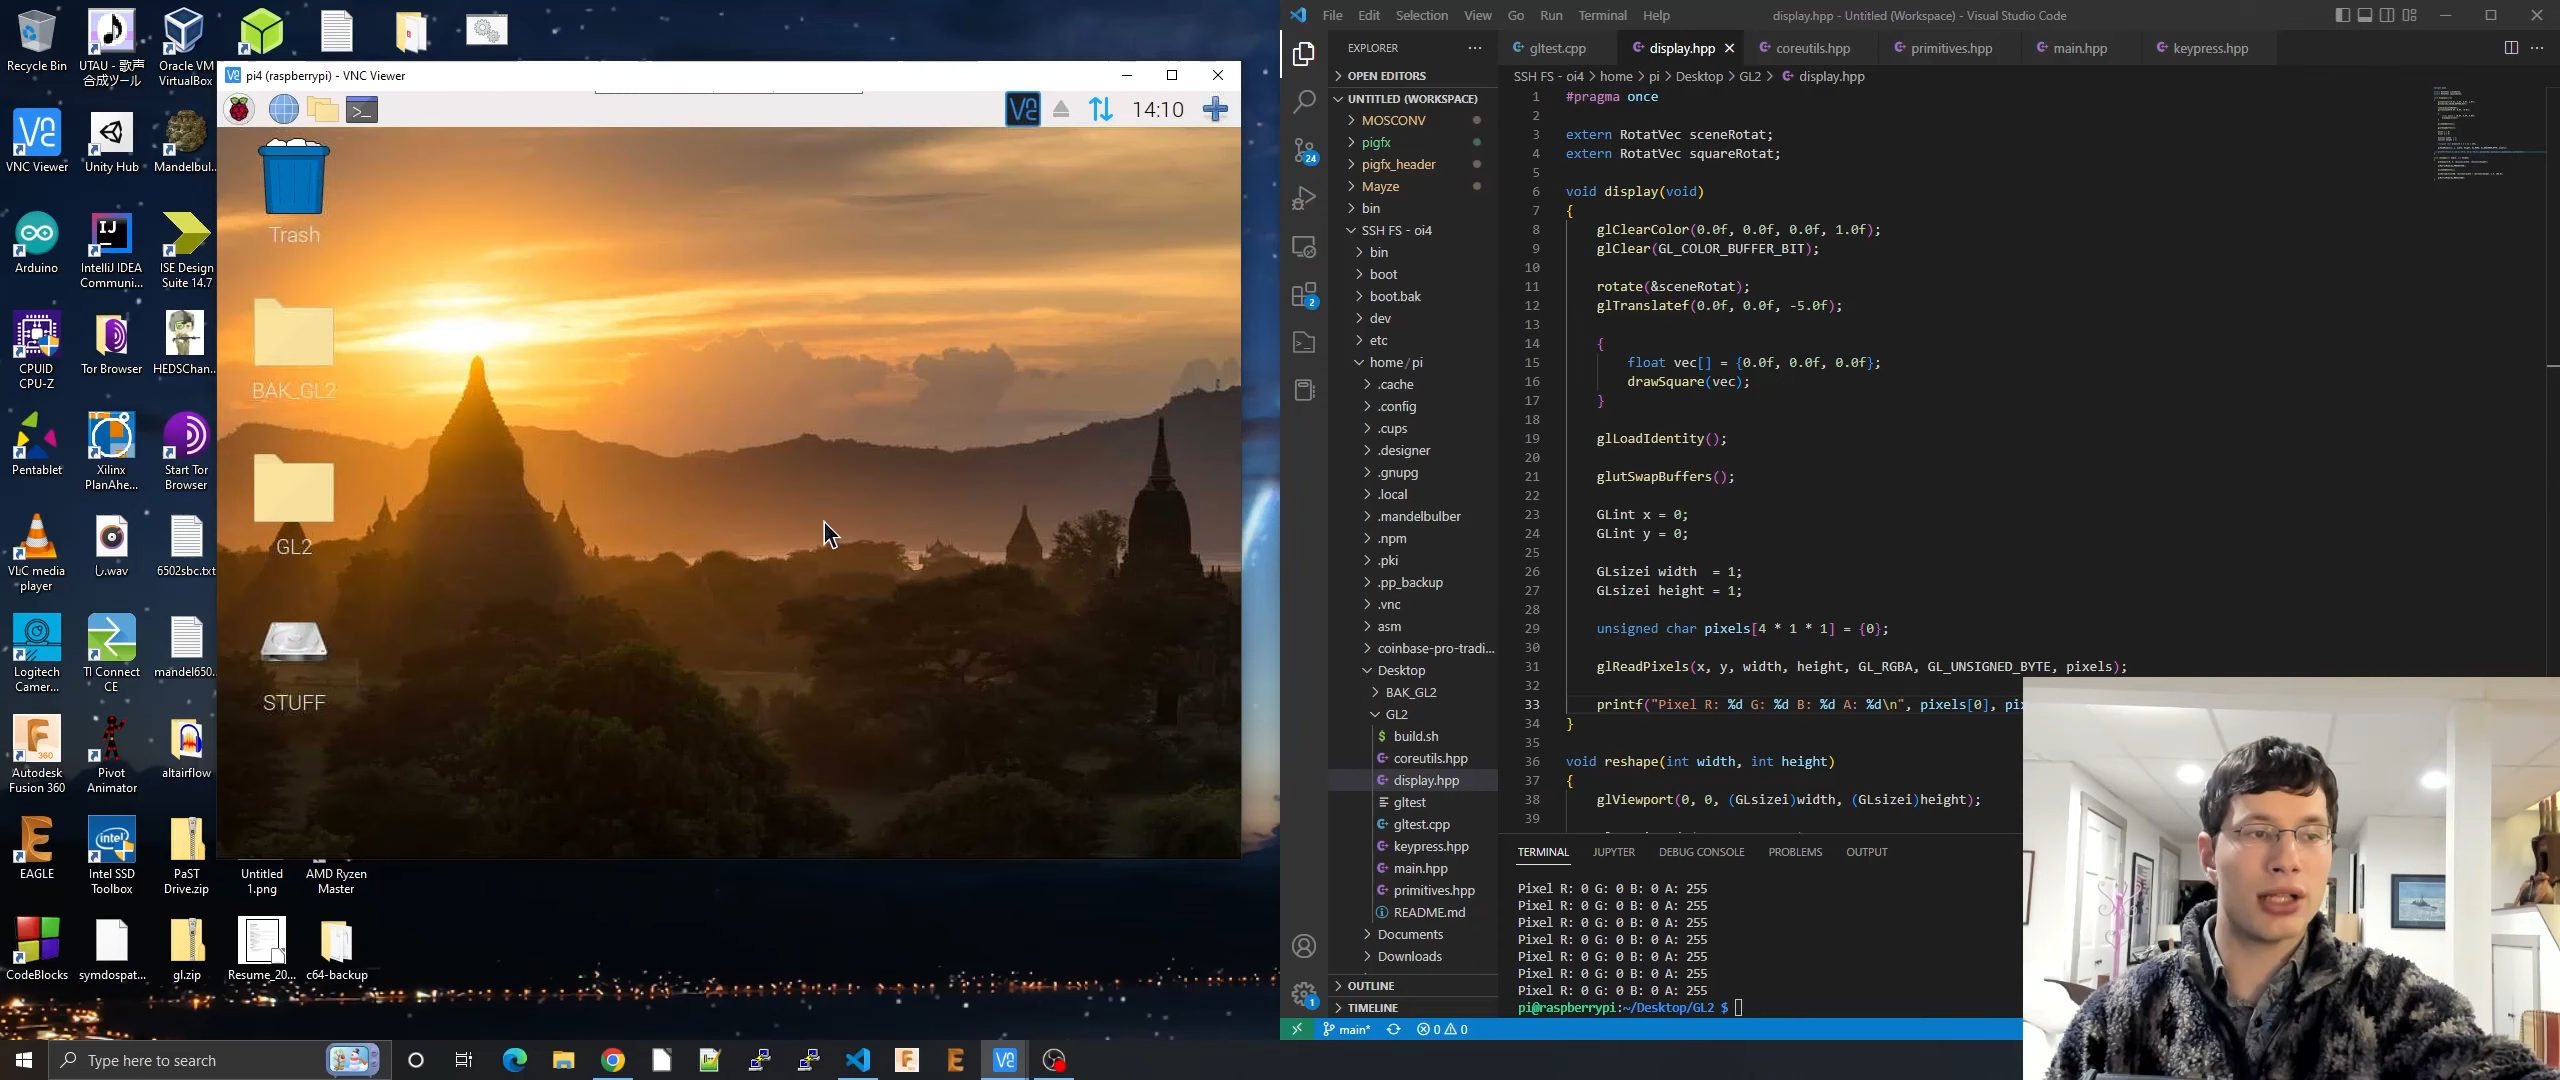 Recycle Bin
UTAU - 歌声合成ツール
Oracle VM VirtualBox
VNC Viewer
Unity Hub
Mandelbul...
Arduino
IntelliJ IDEA Communi...
ISE Design Suite 14.7
CPUID CPU-Z
Tor Browser
HEDSChan...
Pentablet
Xilinx PlanAhe...
Start Tor Browser
VLC media player
6502sbc.txt
Logitech Camer...
TI Connect CE
mandel650...
Autodesk Fusion 360
Pivot Animator
altairflow
EAGLE
Intel SSD Toolbox
PaST Drive.zip
Untitled 1.png
AMD Ryzen Master
CodeBlocks
symdospat...
gl.zip
Resume_20...
c64-backup
pi4 (raspberrypi) - VNC Viewer
14:10
Trash
BAK_GL2
GL2
STUFF
Type here to search
File Edit Selection View Go Run Terminal Help
display.hpp - Untitled (Workspace) - Visual Studio Code
EXPLORER
OPEN EDITORS
UNTITLED (WORKSPACE)
MOSCONV
pigfx
pigfx_header
Mayze
bin
SSH FS - oi4
bin
boot
boot.bak
dev
etc
home/pi
.cache
.config
.cups
.designer
.gnupg
.local
.mandelbulber
.npm
.pki
.pp_backup
.vnc
asm
coinbase-pro-tradi...
Desktop
BAK_GL2
GL2
build.sh
coreutils.hpp
display.hpp
gltest
gltest.cpp
keypress.hpp
main.hpp
primitives.hpp
README.md
Documents
Downloads
OUTLINE
TIMELINE
24
2
1
gltest.cpp display.hpp coreutils.hpp primitives.hpp main.hpp keypress.hpp
SSH FS - oi4 > home > pi > Desktop > GL2 > display.hpp
1 #pragma once
2
3 extern RotatVec sceneRotat;
4 extern RotatVec squareRotat;
5
6 void display(void)
7 {
8 glClearColor(0.0f, 0.0f, 0.0f, 1.0f);
9 glClear(GL_COLOR_BUFFER_BIT);
10
11 rotate(&sceneRotat);
12 glTranslatef(0.0f, 0.0f, -5.0f);
13
14 {
15 float vec[] = {0.0f, 0.0f, 0.0f};
16 drawSquare(vec);
17 }
18
19 glLoadIdentity();
20
21 glutSwapBuffers();
22
23 GLint x = 0;
24 GLint y = 0;
25
26 GLsizei width  = 1;
27 GLsizei height = 1;
28
29 unsigned char pixels[4 * 1 * 1] = {0};
30
31 glReadPixels(x, y, width, height, GL_RGBA, GL_UNSIGNED_BYTE, pixels);
32
33 printf("Pixel R: %d G: %d B: %d A: %d\n", pixels[0], pi
34 }
35
36 void reshape(int width, int height)
37 {
38 glViewport(0, 0, (GLsizei)width, (GLsizei)height);
39
TERMINAL JUPYTER DEBUG CONSOLE PROBLEMS OUTPUT
Pixel R: 0 G: 0 B: 0 A: 255
Pixel R: 0 G: 0 B: 0 A: 255
Pixel R: 0 G: 0 B: 0 A: 255
Pixel R: 0 G: 0 B: 0 A: 255
Pixel R: 0 G: 0 B: 0 A: 255
Pixel R: 0 G: 0 B: 0 A: 255
Pixel R: 0 G: 0 B: 0 A: 255
pi@raspberrypi:~/Desktop/GL2 $
main* 0 0